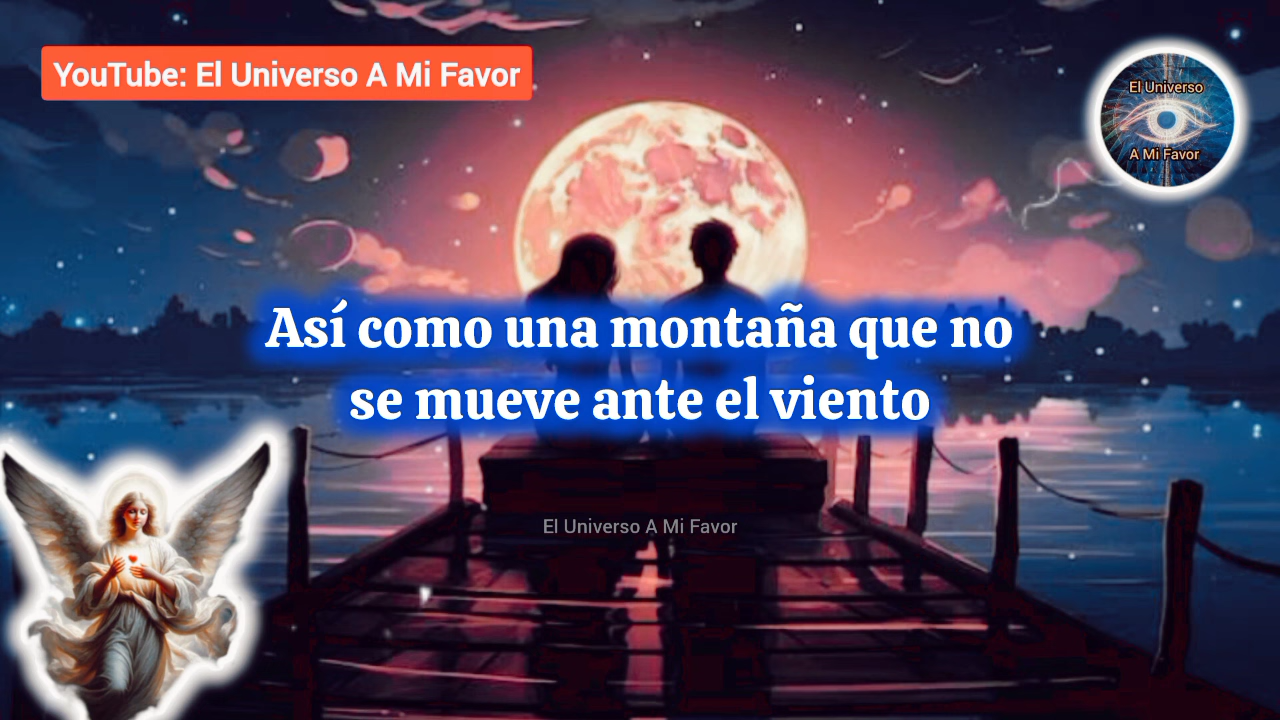 YouTube: El Universo A Mi Favor
El Universo
A Mi Favor
Así como una montaña que no
se mueve ante el viento
El Universo A Mi Favor